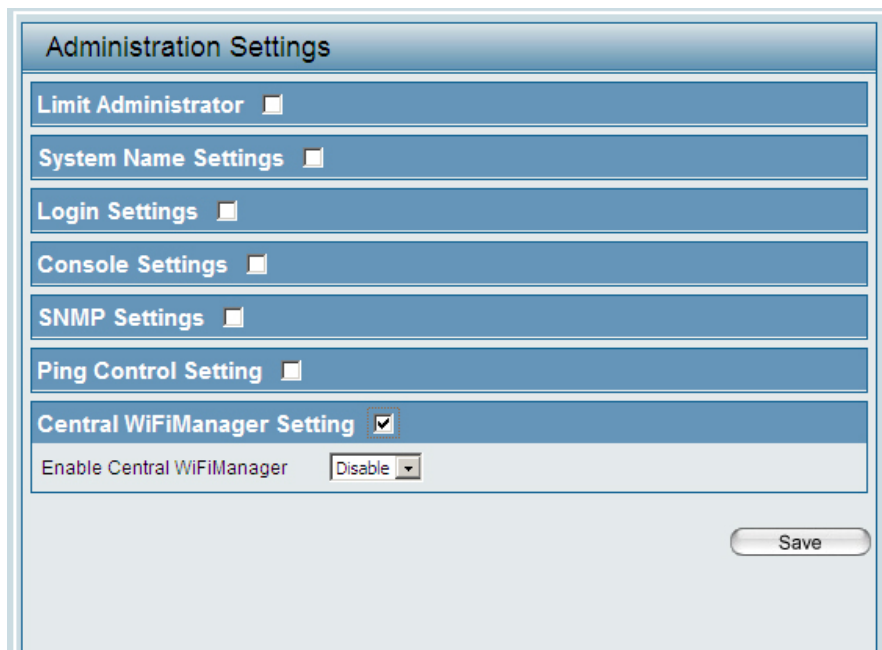 Administration Settings
Limit Administrator
System Name Settings
Login Settings
Console Settings
SNMP Settings
Ping Control Setting
Central WiFiManager Setting
Enable Central WiFiManager Disable
Save